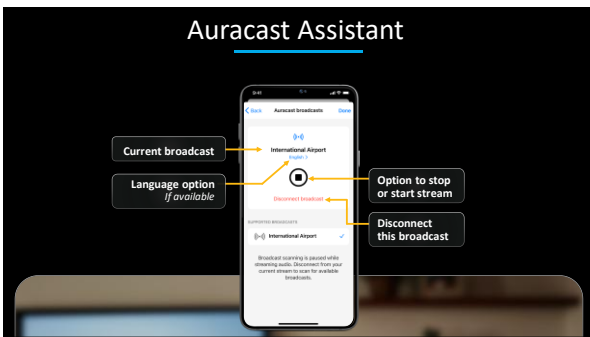 Auracast Assistant
9:41
Back
Auracast broadcasts
Done
Current broadcast
International Airport
English
Language option
If available
Option to stop
or start stream
Disconnect broadcast
Disconnect
this broadcast
SUPPORTED BROADCASTS
International Airport
Broadcast scanning is paused while
streaming audio. Disconnect from your
current stream to scan for available
broadcasts.